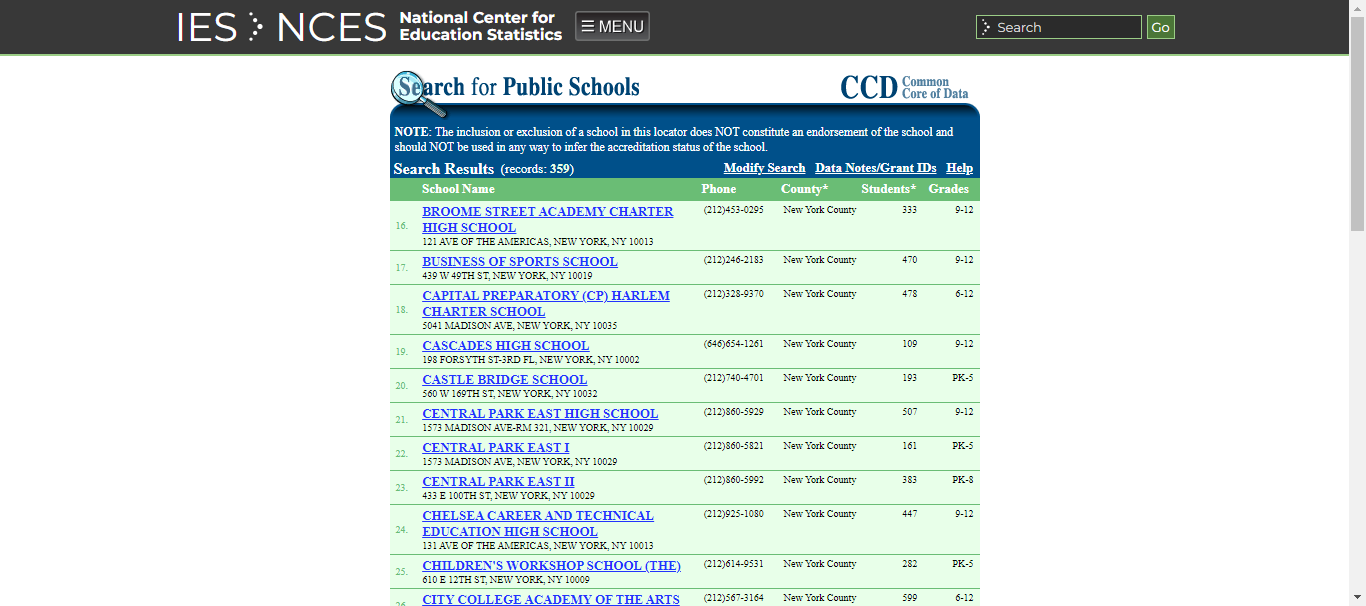 IES NCES National Center for Education Statistics ☰ MENU Search Go
Search for Public Schools CCD Common Core of Data
NOTE: The inclusion or exclusion of a school in this locator does NOT constitute an endorsement of the school and
should NOT be used in any way to infer the accreditation status of the school.
Search Results (records: 359) Modify Search Data Notes/Grant IDs Help
School Name Phone County* Students* Grades
16. BROOME STREET ACADEMY CHARTER (212)453-0295 New York County 333 9-12
HIGH SCHOOL
121 AVE OF THE AMERICAS, NEW YORK, NY 10013
17. BUSINESS OF SPORTS SCHOOL (212)246-2183 New York County 470 9-12
439 W 49TH ST, NEW YORK, NY 10019
18. CAPITAL PREPARATORY (CP) HARLEM (212)328-9370 New York County 478 6-12
CHARTER SCHOOL
5041 MADISON AVE, NEW YORK, NY 10035
19. CASCADES HIGH SCHOOL (646)654-1261 New York County 109 9-12
198 FORSYTH ST-3RD FL, NEW YORK, NY 10002
20. CASTLE BRIDGE SCHOOL (212)740-4701 New York County 193 PK-5
560 W 169TH ST, NEW YORK, NY 10032
21. CENTRAL PARK EAST HIGH SCHOOL (212)860-5929 New York County 507 9-12
1573 MADISON AVE-RM 321, NEW YORK, NY 10029
22. CENTRAL PARK EAST I (212)860-5821 New York County 161 PK-5
1573 MADISON AVE, NEW YORK, NY 10029
23. CENTRAL PARK EAST II (212)860-5992 New York County 383 PK-8
433 E 100TH ST, NEW YORK, NY 10029
24. CHELSEA CAREER AND TECHNICAL (212)925-1080 New York County 447 9-12
EDUCATION HIGH SCHOOL
131 AVE OF THE AMERICAS, NEW YORK, NY 10013
25. CHILDREN'S WORKSHOP SCHOOL (THE) (212)614-9531 New York County 282 PK-5
610 E 12TH ST, NEW YORK, NY 10009
26. CITY COLLEGE ACADEMY OF THE ARTS (212)567-3164 New York County 599 6-12